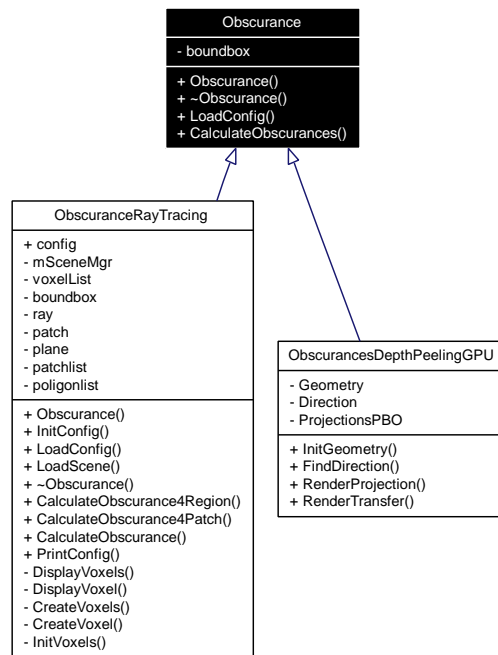 Obscurance
- boundbox
+ Obscurance()
+ ~Obscurance()
+ LoadConfig()
+ CalculateObscurances()
ObscuranceRayTracing
+ config
- mSceneMgr
- voxelList
- boundbox
- ray
- patch
- plane
- patchlist
- poligonlist
+ Obscurance()
+ InitConfig()
+ LoadConfig()
+ LoadScene()
+ ~Obscurance()
+ CalculateObscurance4Region()
+ CalculateObscurance4Patch()
+ CalculateObscurance()
+ PrintConfig()
- DisplayVoxels()
- DisplayVoxel()
- CreateVoxels()
- CreateVoxel()
- InitVoxels()
ObscurancesDepthPeelingGPU
- Geometry
- Direction
- ProjectionsPBO
+ InitGeometry()
+ FindDirection()
+ RenderProjection()
+ RenderTransfer()